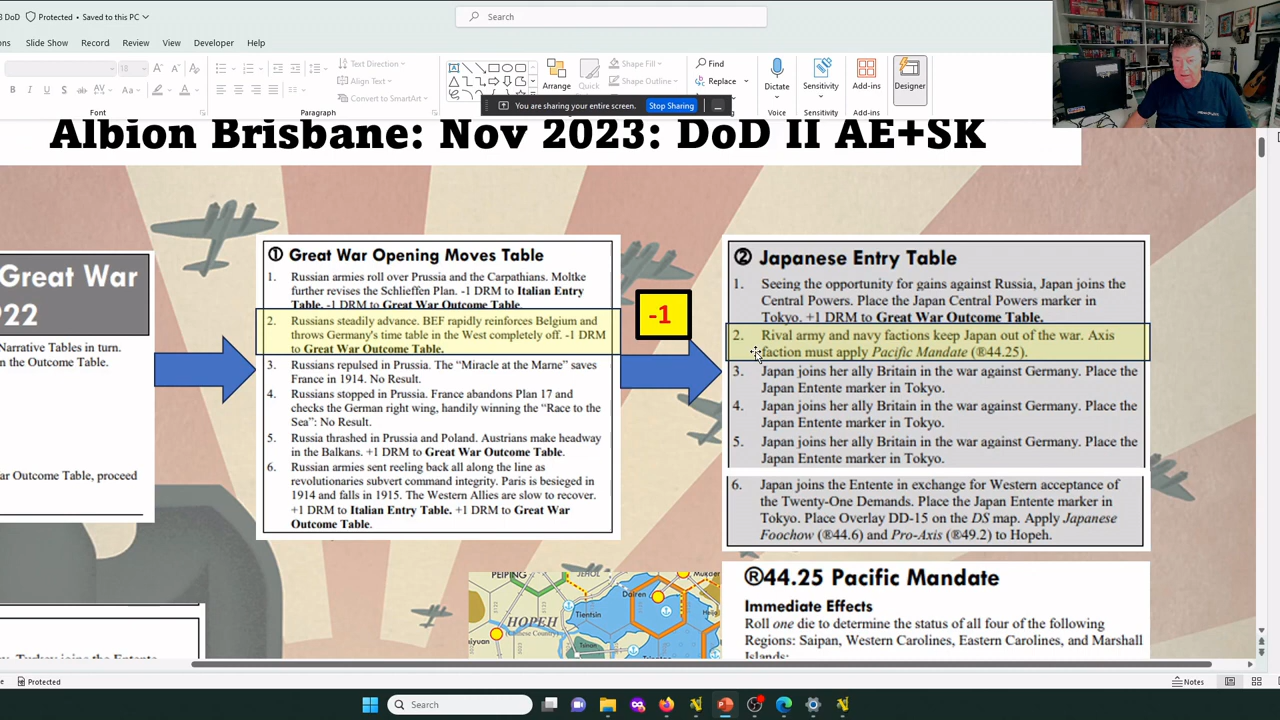 8 DoD Protected • Saved to this PC
Search
ons Slide Show Record Review View Developer Help
18
B I U S ab AV Aa A
Text Direction
Align Text
Convert to SmartArt
Arrange
Quick
Shape Fill
Shape Outline
Find
Replace
Dictate
Sensitivity
Add-ins
Designer
You are sharing your entire screen. Stop Sharing
Font
Paragraph
Voice
Sensitivity
Add-ins
Albion Brisbane: Nov 2023: DoD II AE+SK
Great War
922
Narrative Tables in turn.
n the Outcome Table.
ar Outcome Table, proceed
① Great War Opening Moves Table
1. Russian armies roll over Prussia and the Carpathians. Moltke
further revises the Schlieffen Plan. -1 DRM to Italian Entry
Table. -1 DRM to Great War Outcome Table.
2. Russians steadily advance. BEF rapidly reinforces Belgium and
throws Germany's time table in the West completely off. -1 DRM
to Great War Outcome Table.
3. Russians repulsed in Prussia. The “Miracle at the Marne” saves
France in 1914. No Result.
4. Russians stopped in Prussia. France abandons Plan 17 and
checks the German right wing, handily winning the “Race to the
Sea”: No Result.
5. Russia thrashed in Prussia and Poland. Austrians make headway
in the Balkans. +1 DRM to Great War Outcome Table.
6. Russian armies sent reeling back all along the line as
revolutionaries subvert command integrity. Paris is besieged in
1914 and falls in 1915. The Western Allies are slow to recover.
+1 DRM to Italian Entry Table. +1 DRM to Great War
Outcome Table.
-1
② Japanese Entry Table
1. Seeing the opportunity for gains against Russia, Japan joins the
Central Powers. Place the Japan Central Powers marker in
Tokyo. +1 DRM to Great War Outcome Table.
2. Rival army and navy factions keep Japan out of the war. Axis
faction must apply Pacific Mandate (®44.25).
3. Japan joins her ally Britain in the war against Germany. Place the
Japan Entente marker in Tokyo.
4. Japan joins her ally Britain in the war against Germany. Place the
Japan Entente marker in Tokyo.
5. Japan joins her ally Britain in the war against Germany. Place the
Japan Entente marker in Tokyo.
6. Japan joins the Entente in exchange for Western acceptance of
the Twenty-One Demands. Place the Japan Entente marker in
Tokyo. Place Overlay DD-15 on the DS map. Apply Japanese
Foochow (®44.6) and Pro-Axis (®49.2) to Hopeh.
PEIPING
JEHOL
Dairen
Mukden
Tientsin
HOPEH
(Chinese Country)
Tsinan
®44.25 Pacific Mandate
Immediate Effects
Roll one die to determine the status of all four of the following
Regions: Saipan, Western Carolines, Eastern Carolines, and Marshall
Islands:
Turkey joins the Entente
Protected
Notes
Search